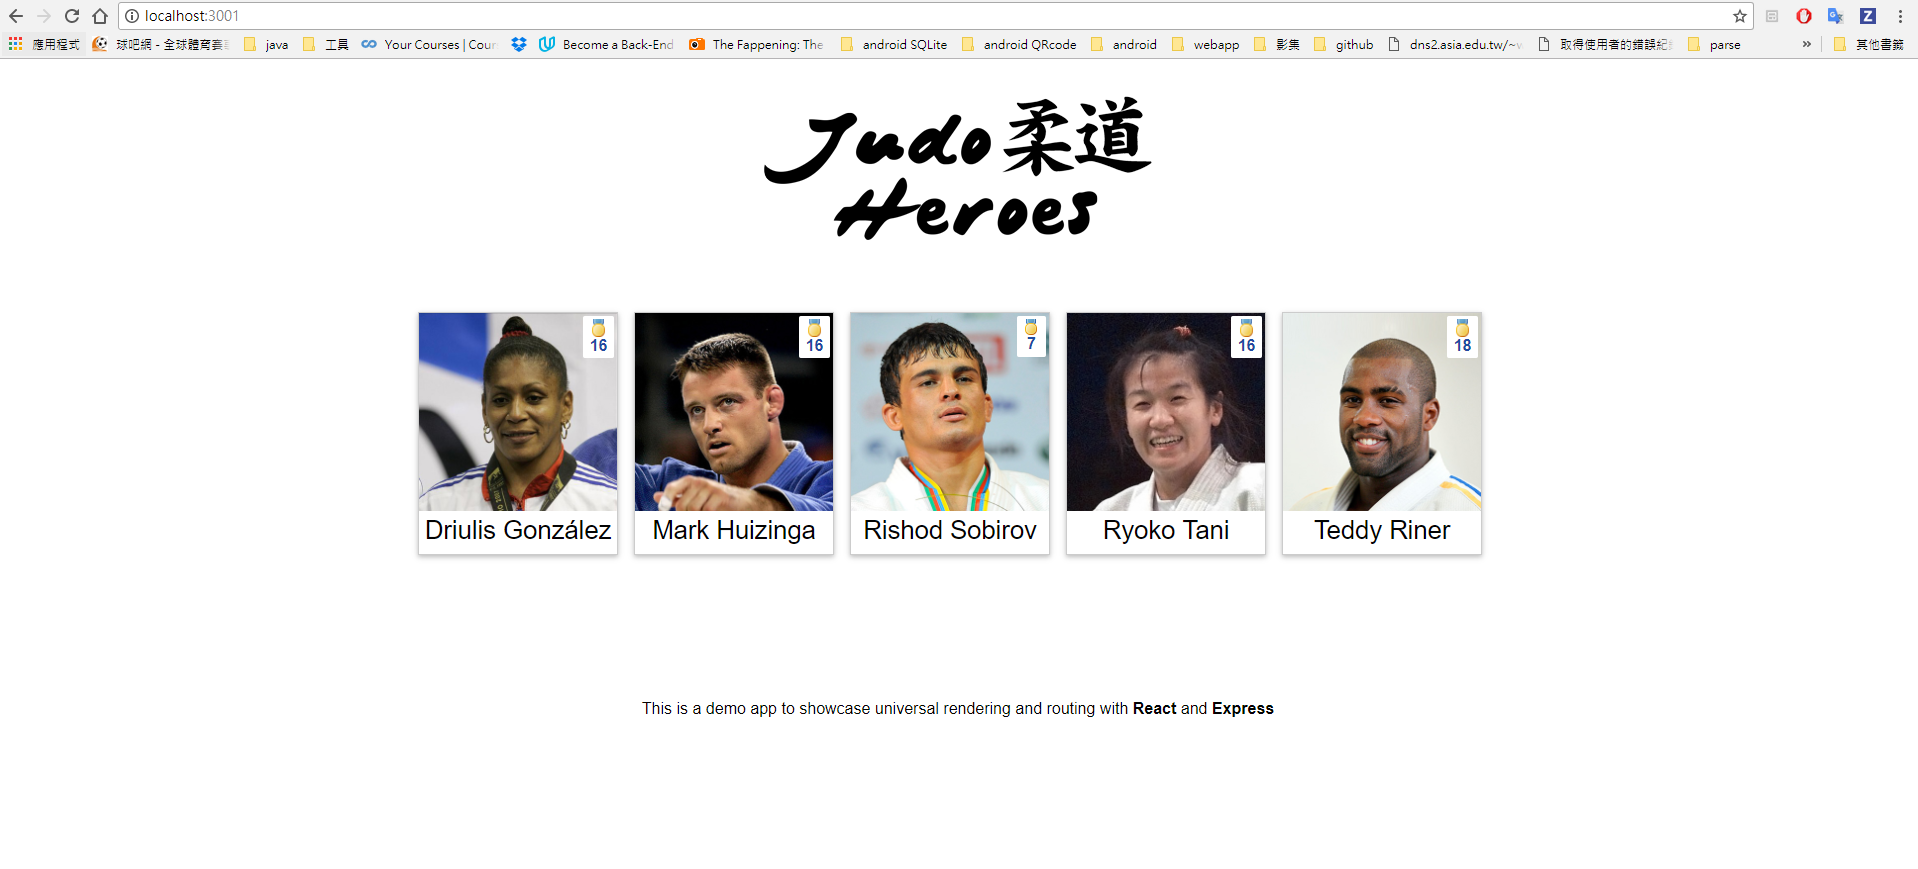 localhost:3001
應用程式
球吧網 - 全球體育賽
java
工具
Your Courses | Cour
Become a Back-End
The Fappening: The
android SQLite
android QRcode
android
webapp
影集
github
dns2.asia.edu.tw/~w
取得使用者的錯誤紀
parse
»
其他書籤
Judo 柔道
Heroes
16
16
7
16
18
Driulis González
Mark Huizinga
Rishod Sobirov
Ryoko Tani
Teddy Riner
This is a demo app to showcase universal rendering and routing with React and Express